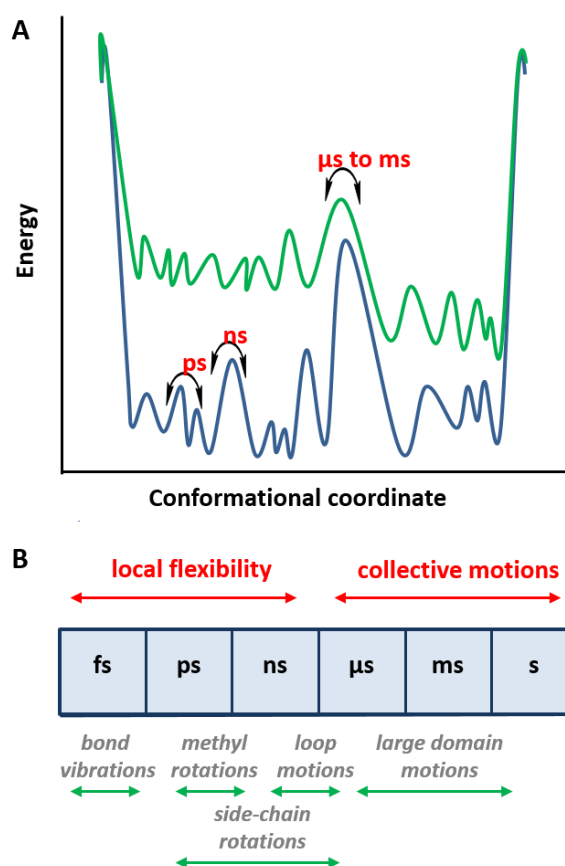 A
µs to ms
Energy
ns
ps
Conformational coordinate
B
local flexibility
collective motions
fs ps ns µs ms s
bond vibrations
methyl rotations
loop motions
large domain motions
side-chain rotations